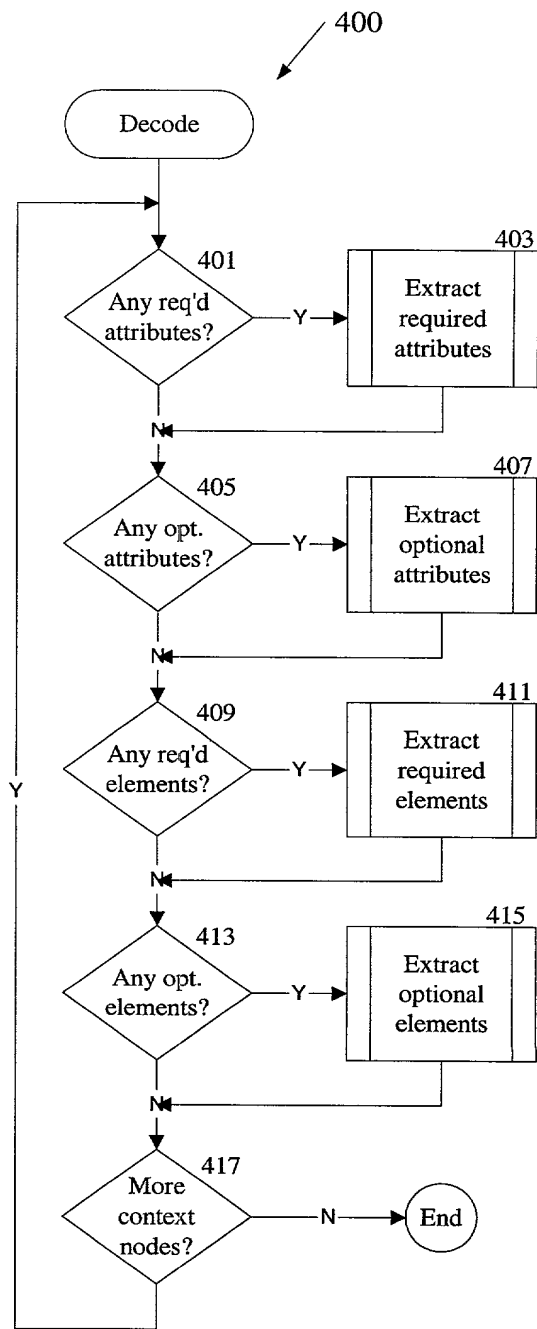 400
Decode
401
Any req'd
attributes?
Y
403
Extract
required
attributes
N
405
Any opt.
attributes?
Y
407
Extract
optional
attributes
N
409
Any req'd
elements?
Y
411
Extract
required
elements
Y
N
413
Any opt.
elements?
Y
415
Extract
optional
elements
N
417
More
context
nodes?
N
End